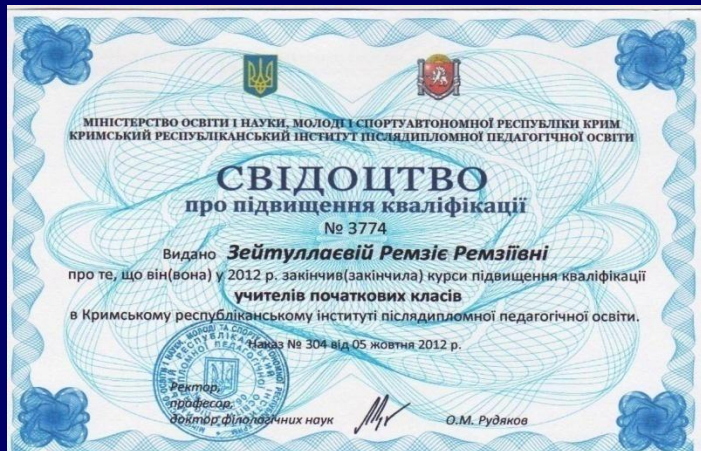 МІНІСТЕРСТВО ОСВІТИ І НАУКИ, МОЛОДІ І СПОРТУАВТОНОМНОЇ РЕСПУБЛІКИ КРИМ
КРИМСЬКИЙ РЕСПУБЛІКАНСЬКИЙ ІНСТИТУТ ПІСЛЯДИПЛОМНОЇ ПЕДАГОГІЧНОЇ ОСВІТИ
СВІДОЦТВО
про підвищення кваліфікації
№ 3774
Видано Зейтуллаєвій Ремзіє Ремзіївні
про те, що він(вона) у 2012 р. закінчив(закінчила) курси підвищення кваліфікації
учителів початкових класів
в Кримському республіканському інституті післядипломної педагогічної освіти.
Наказ № 304 від 05 жовтня 2012 р.
Ректор,
професор,
доктор філологічних наук О.М. Рудяков